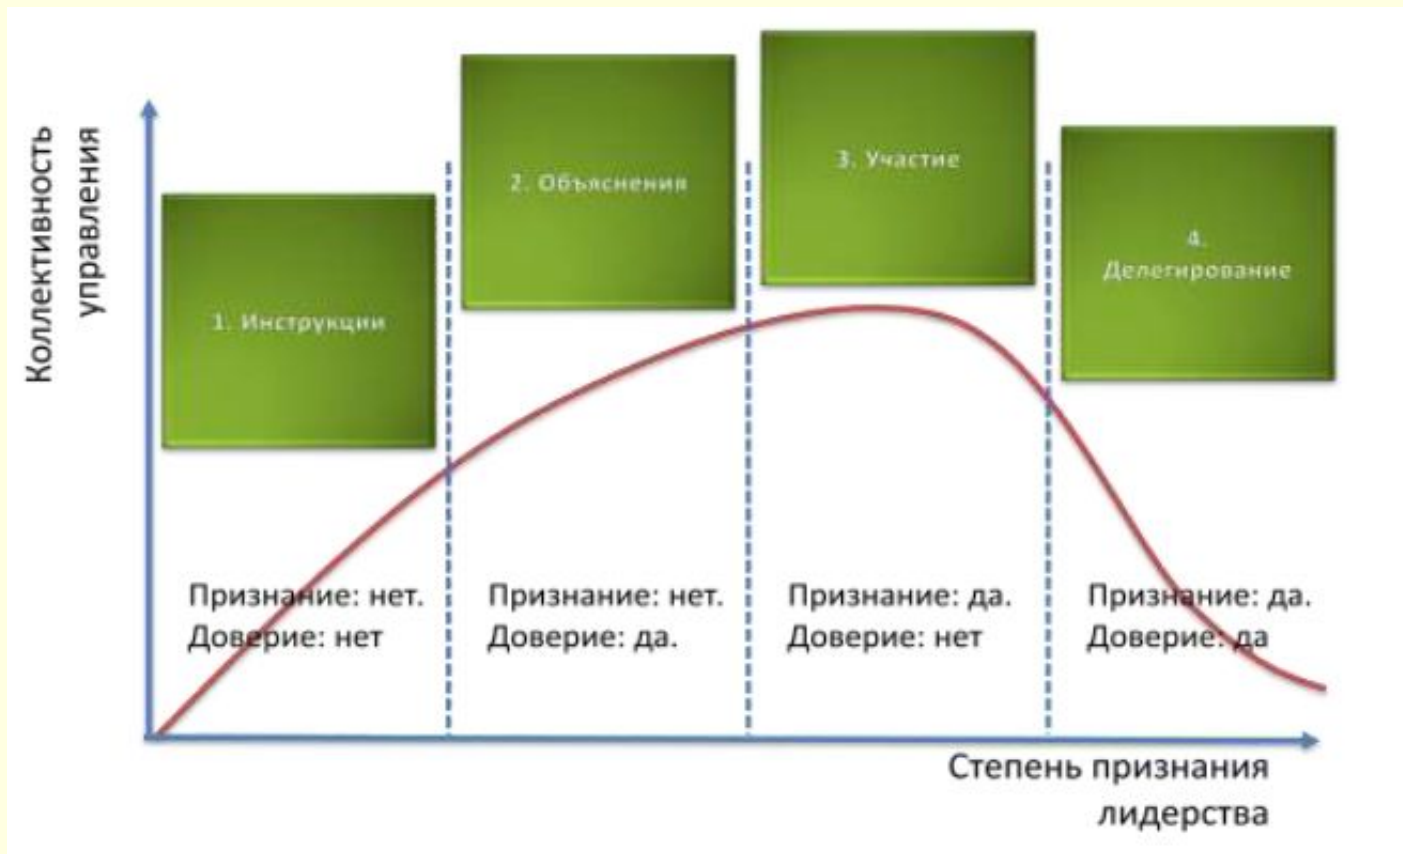 Коллективность
управления
1. Инструкции
2. Объяснения
3. Участие
4.
Делегирование
Признание: нет.
Доверие: нет
Признание: нет.
Доверие: да.
Признание: да.
Доверие: нет
Признание: да.
Доверие: да
Степень признания
лидерства